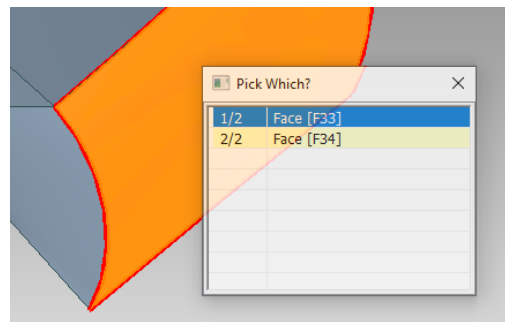 Pick Which?
1/2 Face [F33]
2/2 Face [F34]